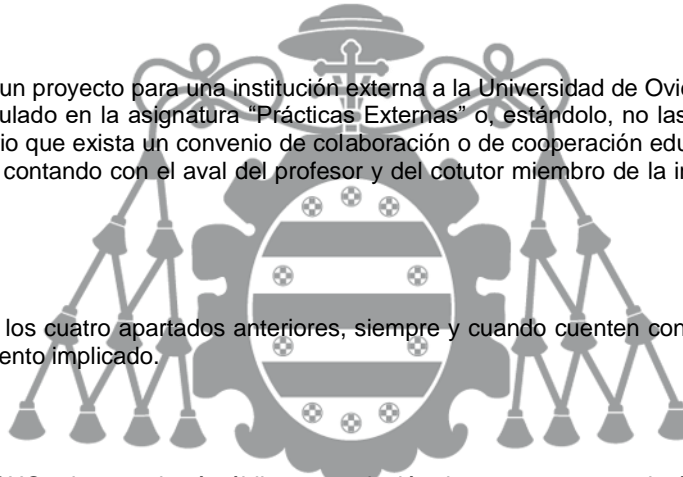 un proyecto para una institución externa a la Universidad de Ovie
ulado en la asignatura “Prácticas Externas” o, estándolo, no las
io que exista un convenio de colaboración o de cooperación edu
contando con el aval del profesor y del cotutor miembro de la in
los cuatro apartados anteriores, siempre y cuando cuenten con
ento implicado.